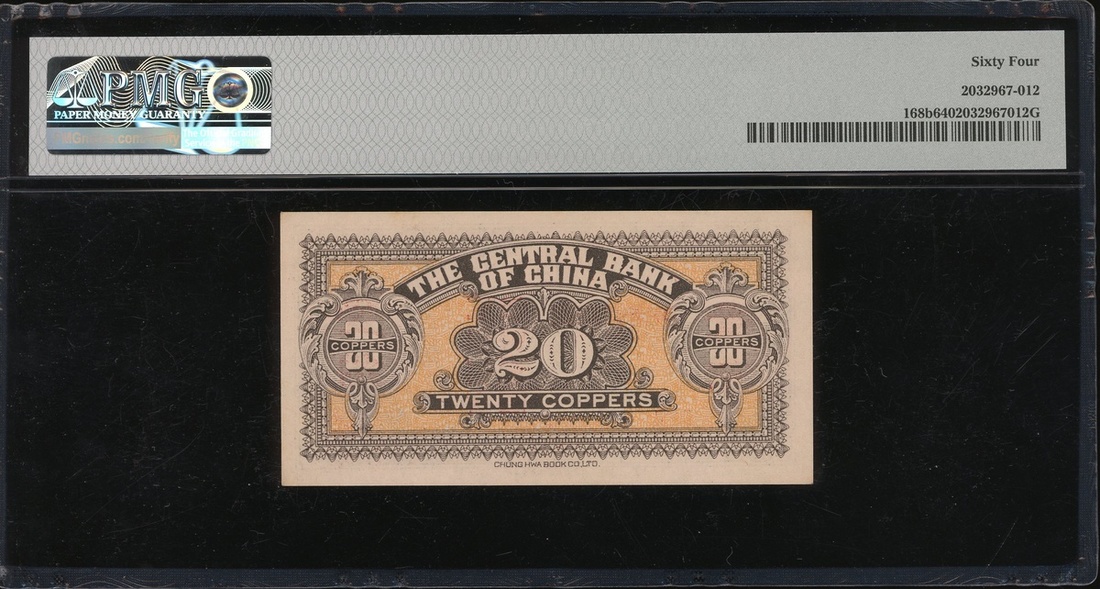 PMG
PAPER MONEY GUARANTY
Sixty Four
2032967-012
168b6402032967012G
THE CENTRAL BANK
OF CHINA
20
COPPERS
20
20
COPPERS
TWENTY COPPERS
CHUNG HWA BOOK CO., LTD.